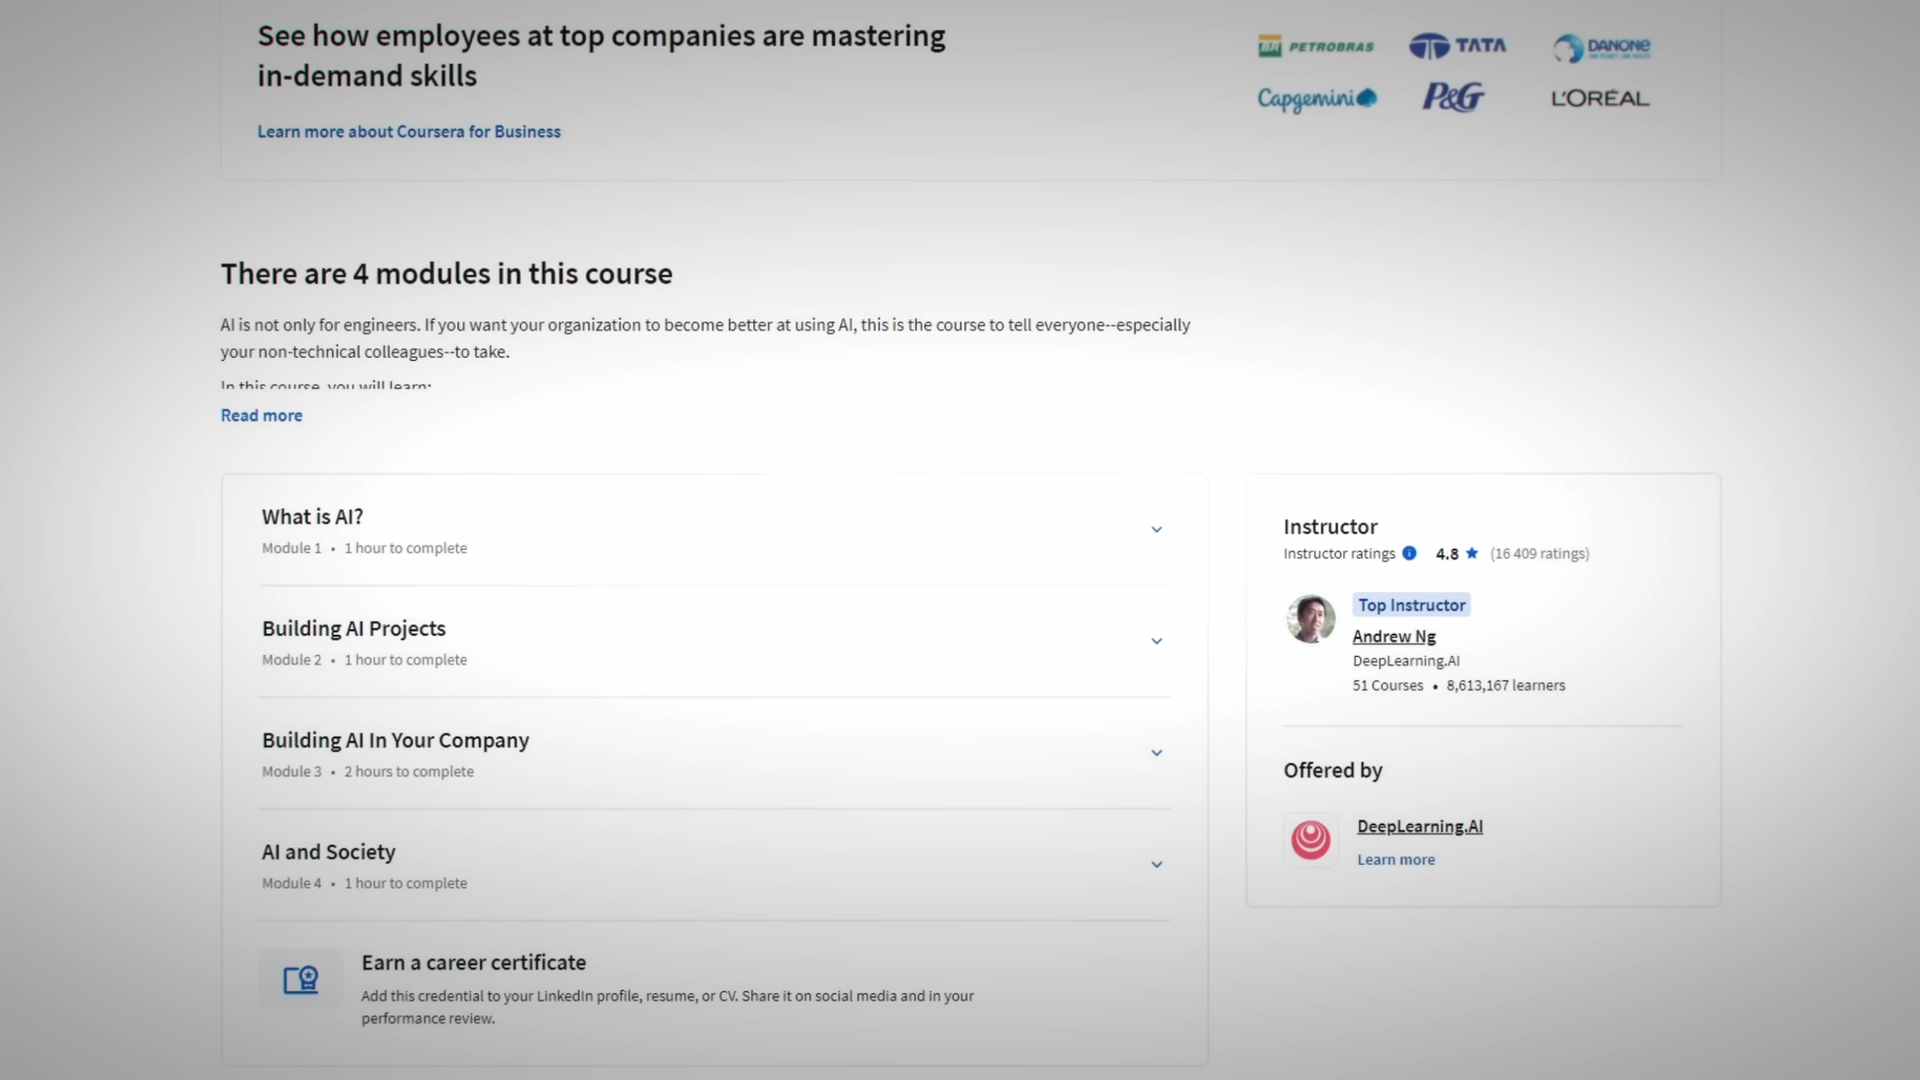 See how employees at top companies are mastering
in-demand skills
Learn more about Coursera for Business
BR PETROBRAS
TATA
DANONE
Capgemini
P&G
L'ORÉAL
There are 4 modules in this course
AI is not only for engineers. If you want your organization to become better at using AI, this is the course to tell everyone--especially
your non-technical colleagues--to take.
In this course, you will learn:
Read more
What is AI?
Module 1 • 1 hour to complete
Building AI Projects
Module 2 • 1 hour to complete
Building AI In Your Company
Module 3 • 2 hours to complete
AI and Society
Module 4 • 1 hour to complete
Earn a career certificate
Add this credential to your LinkedIn profile, resume, or CV. Share it on social media and in your
performance review.
Instructor
Instructor ratings 4.8 (16 409 ratings)
Top Instructor
Andrew Ng
DeepLearning.AI
51 Courses • 8,613,167 learners
Offered by
DeepLearning.AI
Learn more